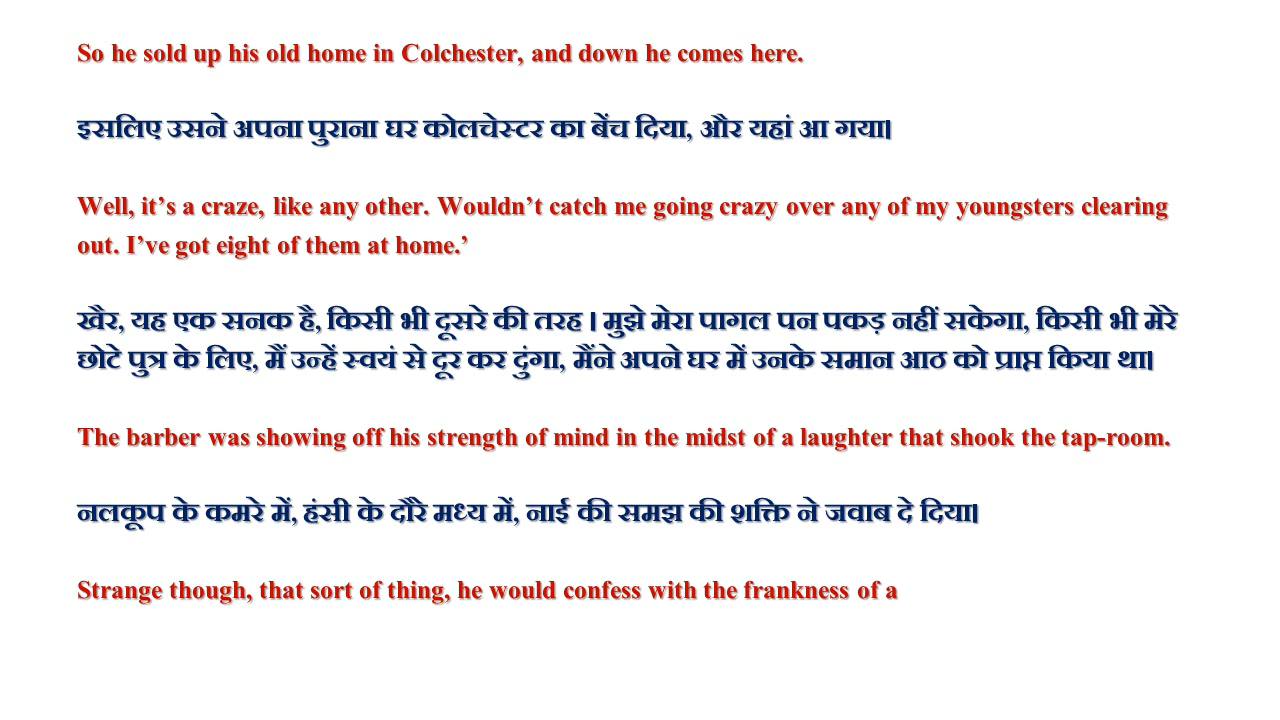 So he sold up his old home in Colchester, and down he comes here.
इसलिए उसने अपना पुराना घर कोलचेस्टर का बेंच दिया, और यहां आ गया।
Well, it’s a craze, like any other. Wouldn’t catch me going crazy over any of my youngsters clearing
out. I’ve got eight of them at home.’
खैर, यह एक सनक है, किसी भी दूसरे की तरह । मुझे मेरा पागल पन पकड़ नहीं सकेगा, किसी भी मेरे
छोटे पुत्र के लिए, मैं उन्हें स्वयं से दूर कर दुंगा, मैंने अपने घर में उनके समान आठ को प्राप्त किया था।
The barber was showing off his strength of mind in the midst of a laughter that shook the tap-room.
नलकूप के कमरे में, हंसी के दौरे मध्य में, नाई की समझ की शक्ति ने जवाब दे दिया।
Strange though, that sort of thing, he would confess with the frankness of a